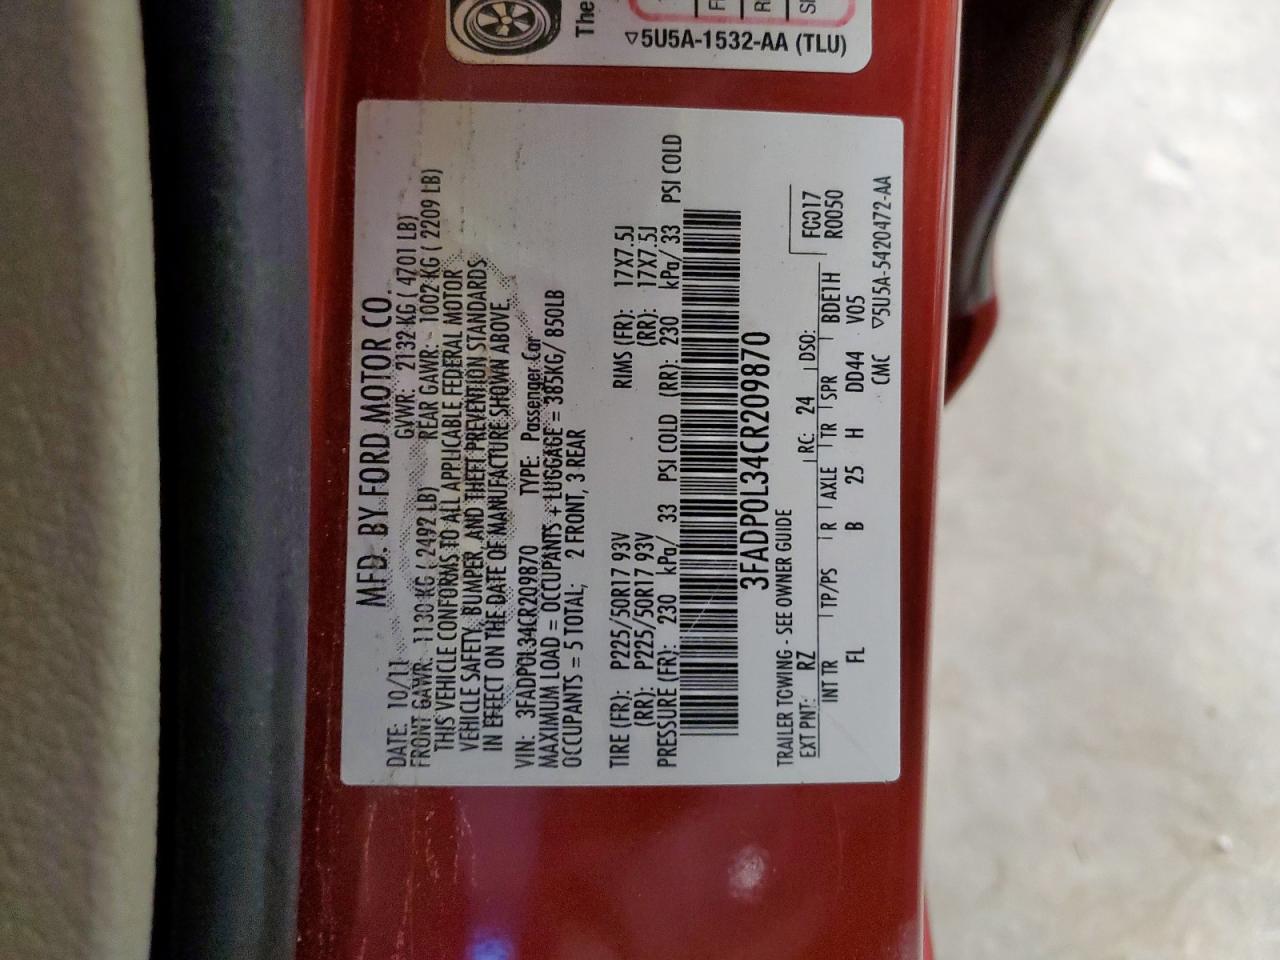 The
▽5U5A-1532-AA (TLU)
MFD. BY FORD MOTOR CO.
DATE: 10/11 GVWR: 2132 KG ( 4701 LB)
FRONT GAWR: 1130 KG ( 2492 LB) REAR GAWR: 1002 KG ( 2209 LB)
THIS VEHICLE CONFORMS TO ALL APPLICABLE FEDERAL MOTOR
VEHICLE SAFETY, BUMPER, AND THEFT PREVENTION STANDARDS
IN EFFECT ON THE DATE OF MANUFACTURE SHOWN ABOVE.
VIN: 3FADP0L34CR209870 TYPE: Passenger Car
MAXIMUM LOAD = OCCUPANTS + LUGGAGE = 385KG/ 850LB
OCCUPANTS = 5 TOTAL; 2 FRONT, 3 REAR
TIRE (FR): P225/50R17 93V RIMS (FR): 17X7.5J
(RR): P225/50R17 93V (RR): 17X7.5J
PRESSURE (FR): 230 kPa/ 33 PSI COLD (RR): 230 kPa/ 33 PSI COLD
3FADP0L34CR209870
TRAILER TOWING - SEE OWNER GUIDE
EXT PNT: RZ RC: 24 DSO: FC017
INT TR TP/PS R AXLE TR SPR BDE1H R0050
FL B 25 H DD44 V05
CMC ▽5U5A-5420472-AA